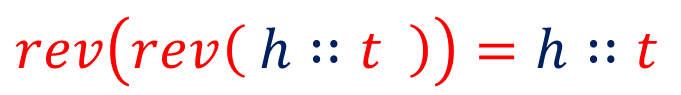 rev(rev( h :: t )) = h :: t